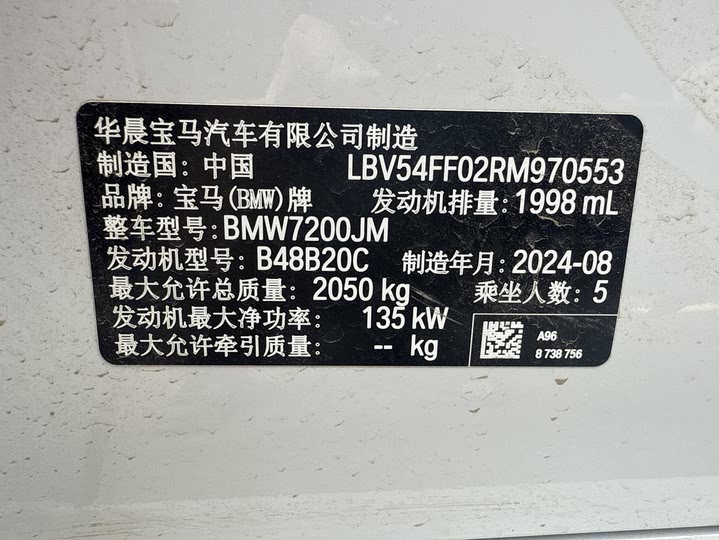 华晨宝马汽车有限公司制造
制造国: 中国 LBV54FF02RM970553
品牌: 宝马(BMW)牌 发动机排量: 1998 mL
整车型号: BMW7200JM
发动机型号: B48B20C 制造年月: 2024-08
最大允许总质量: 2050 kg 乘坐人数: 5
发动机最大净功率: 135 kW
最大允许牵引质量: -- kg
A96
8 738 756